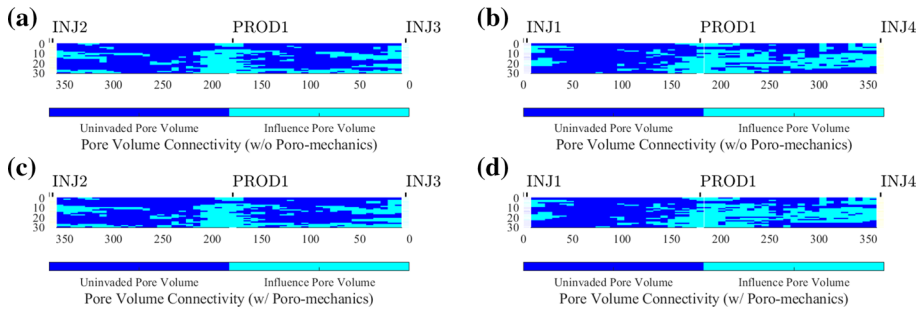 (a)
INJ2 PROD1 INJ3
0
10
20
30
350 300 250 200 150 100 50 0
Uninvaded Pore Volume Influence Pore Volume
Pore Volume Connectivity (w/o Poro-mechanics)
(b)
INJ1 PROD1 INJ4
0
10
20
30
0 50 100 150 200 250 300 350
Uninvaded Pore Volume Influence Pore Volume
Pore Volume Connectivity (w/o Poro-mechanics)
(c)
INJ2 PROD1 INJ3
0
10
20
30
350 300 250 200 150 100 50 0
Uninvaded Pore Volume Influence Pore Volume
Pore Volume Connectivity (w/ Poro-mechanics)
(d)
INJ1 PROD1 INJ4
0
10
20
30
0 50 100 150 200 250 300 350
Uninvaded Pore Volume Influence Pore Volume
Pore Volume Connectivity (w/ Poro-mechanics)